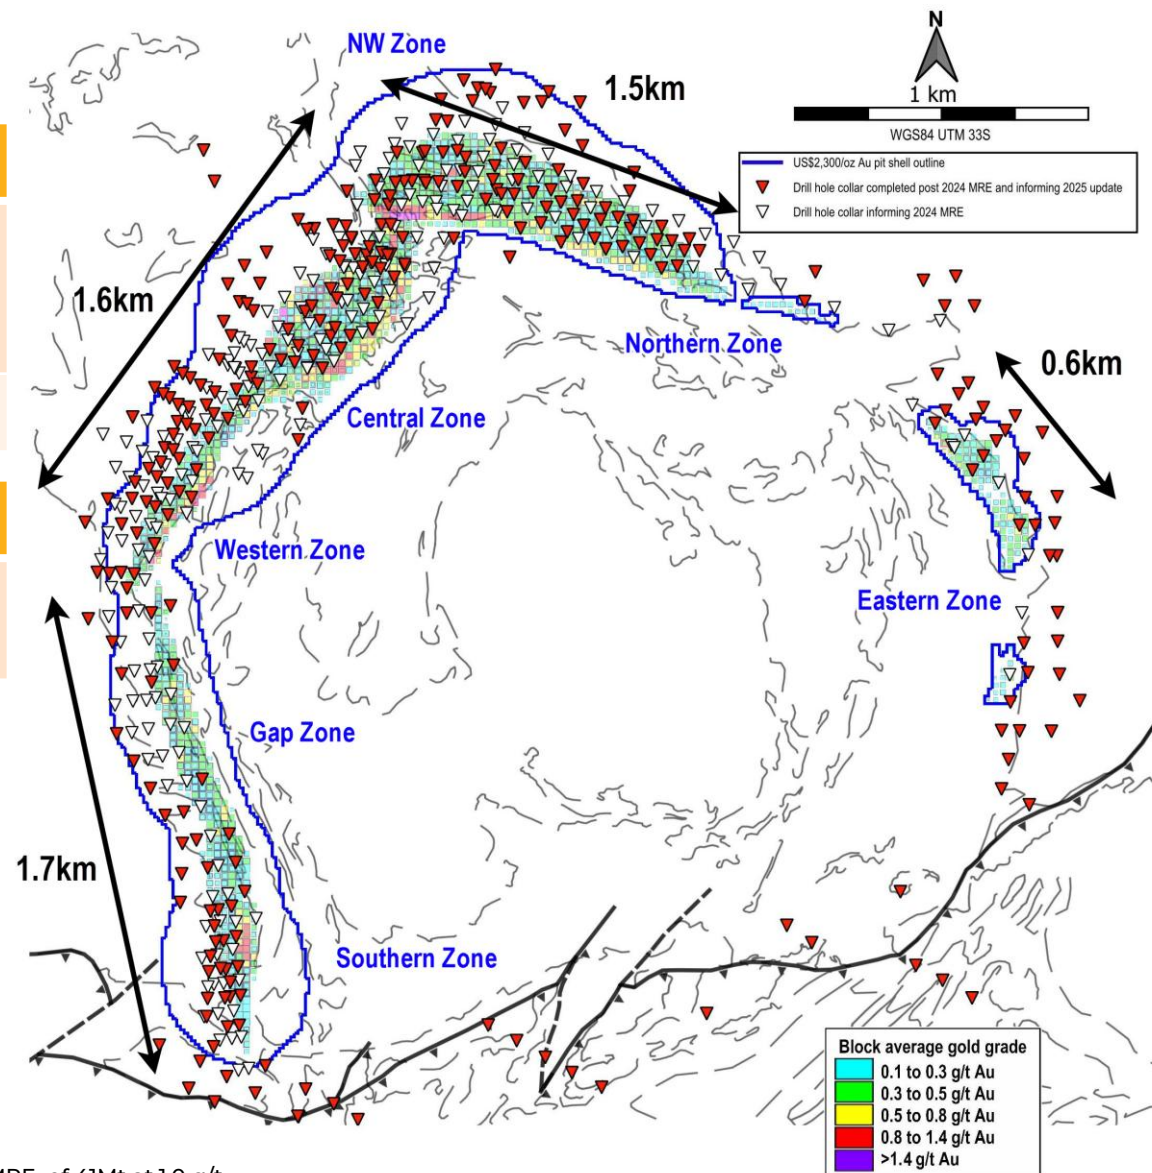 N
NW Zone
1.5km
1 km
WGS84 UTM 33S
US$2,300/oz Au pit shell outline
Drill hole collar completed post 2024 MRE and informing 2025 update
Drill hole collar informing 2024 MRE
1.6km
Northern Zone
0.6km
Central Zone
Western Zone
Eastern Zone
Gap Zone
1.7km
Southern Zone
Block average gold grade
0.1 to 0.3 g/t Au
0.3 to 0.5 g/t Au
0.5 to 0.8 g/t Au
0.8 to 1.4 g/t Au
>1.4 g/t Au